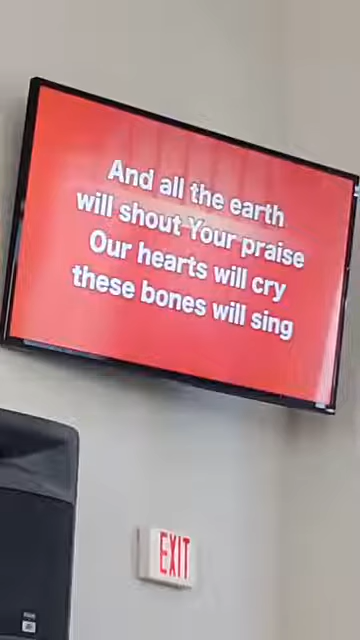 And all the earth
will shout Your praise
Our hearts will cry
these bones will sing
EXIT